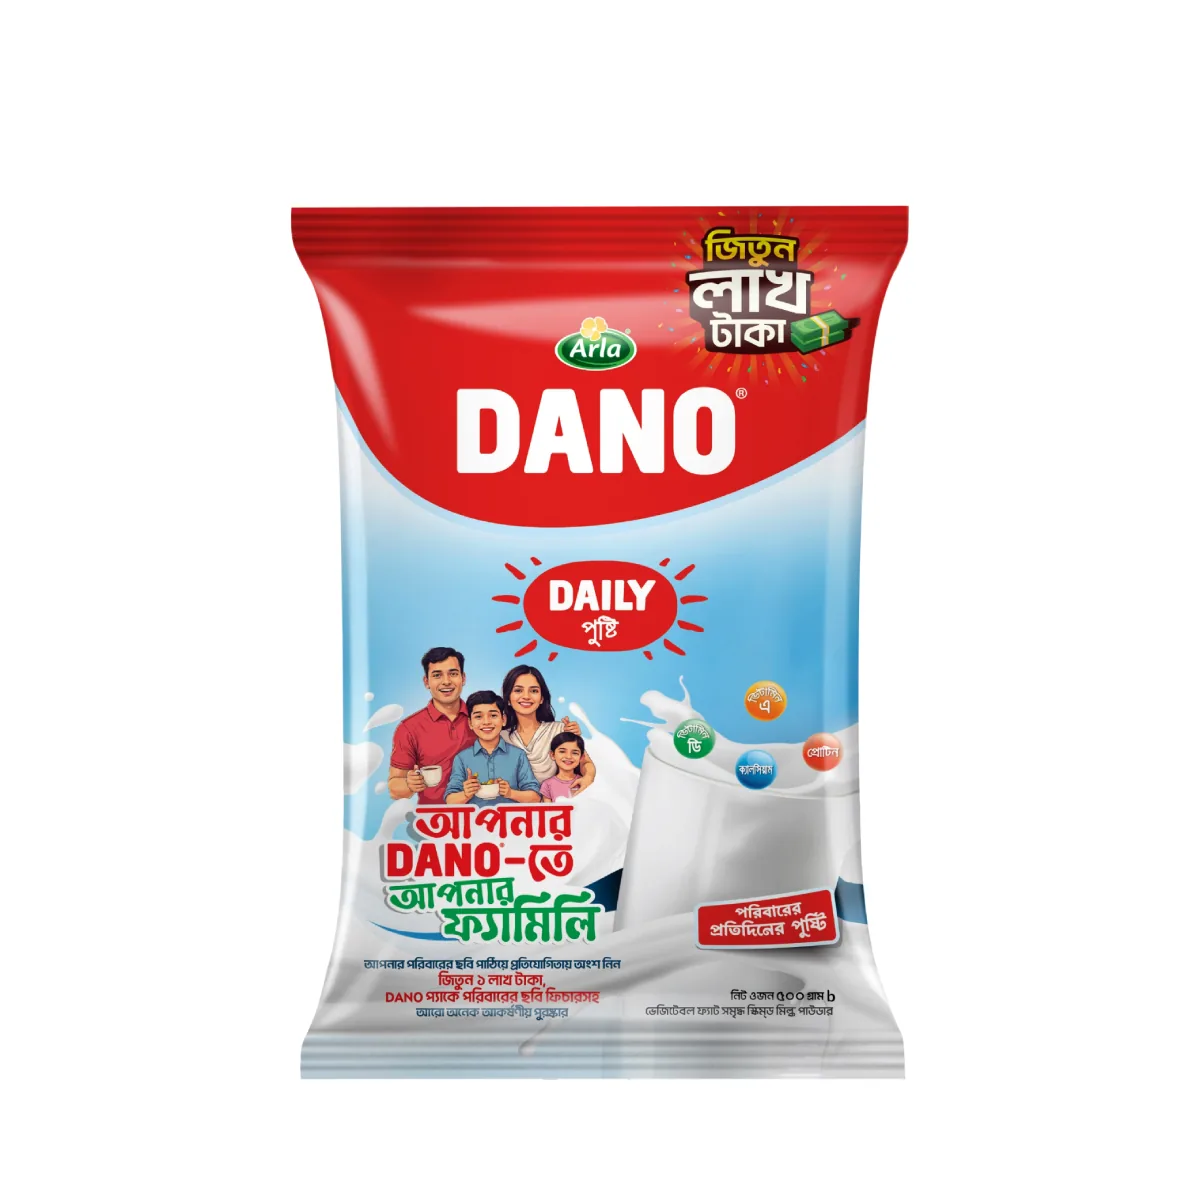 জিতুন
লাখ
টাকা
Arla
DANO®
DAILY
পুষ্টি
ভিটামিন
এ
ভিটামিন
ডি
ক্যালসিয়াম
প্রোটিন
আপনার
DANO®-তে
আপনার
ফ্যামিলি
পরিবারের
প্রতিদিনের পুষ্টি
আপনার পরিবারের ছবি পাঠিয়ে প্রতিযোগিতায় অংশ নিন
জিতুন ১ লাখ টাকা,
DANO প্যাকে পরিবারের ছবি ফিচারসহ
আরো অনেক আকর্ষণীয় পুরস্কার
নিট ওজন ৫০০ গ্রাম b
ভেজিটেবল ফ্যাট সমৃদ্ধ স্কিমড মিল্ক পাউডার